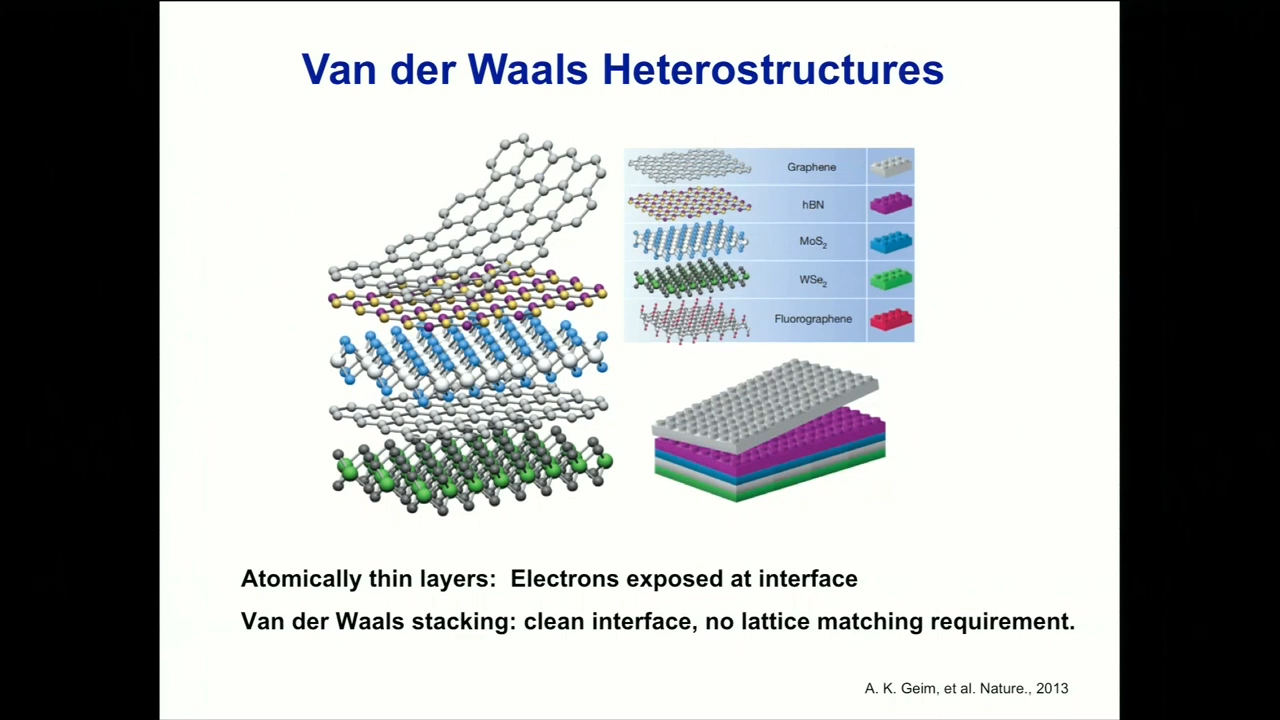 Van der Waals Heterostructures
Graphene
hBN
MoS₂
WSe₂
Fluorographene
Atomically thin layers: Electrons exposed at interface
Van der Waals stacking: clean interface, no lattice matching requirement.
A. K. Geim, et al. Nature., 2013